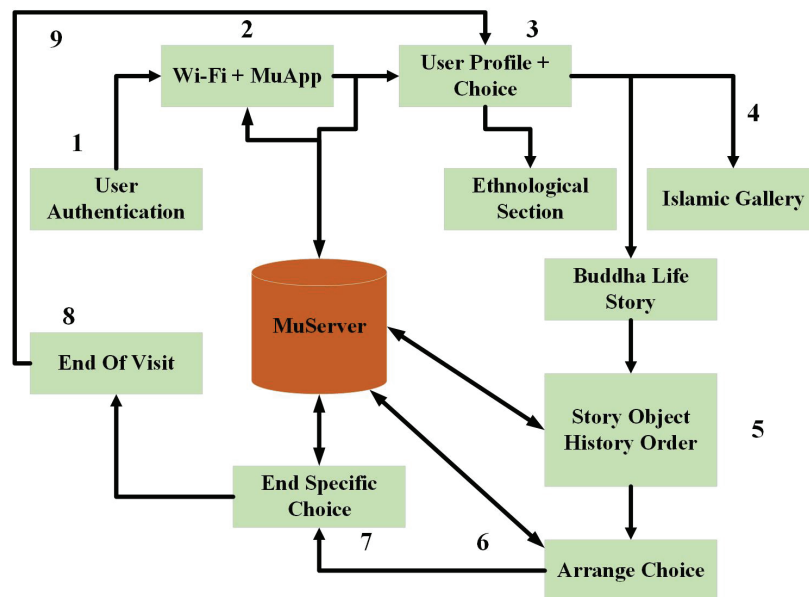 9
2
3
Wi-Fi + MuApp
User Profile +
Choice
1
4
User
Authentication
Ethnological
Section
Islamic Gallery
Buddha Life
Story
8
MuServer
End Of Visit
Story Object
History Order
5
End Specific
Choice
7
6
Arrange Choice